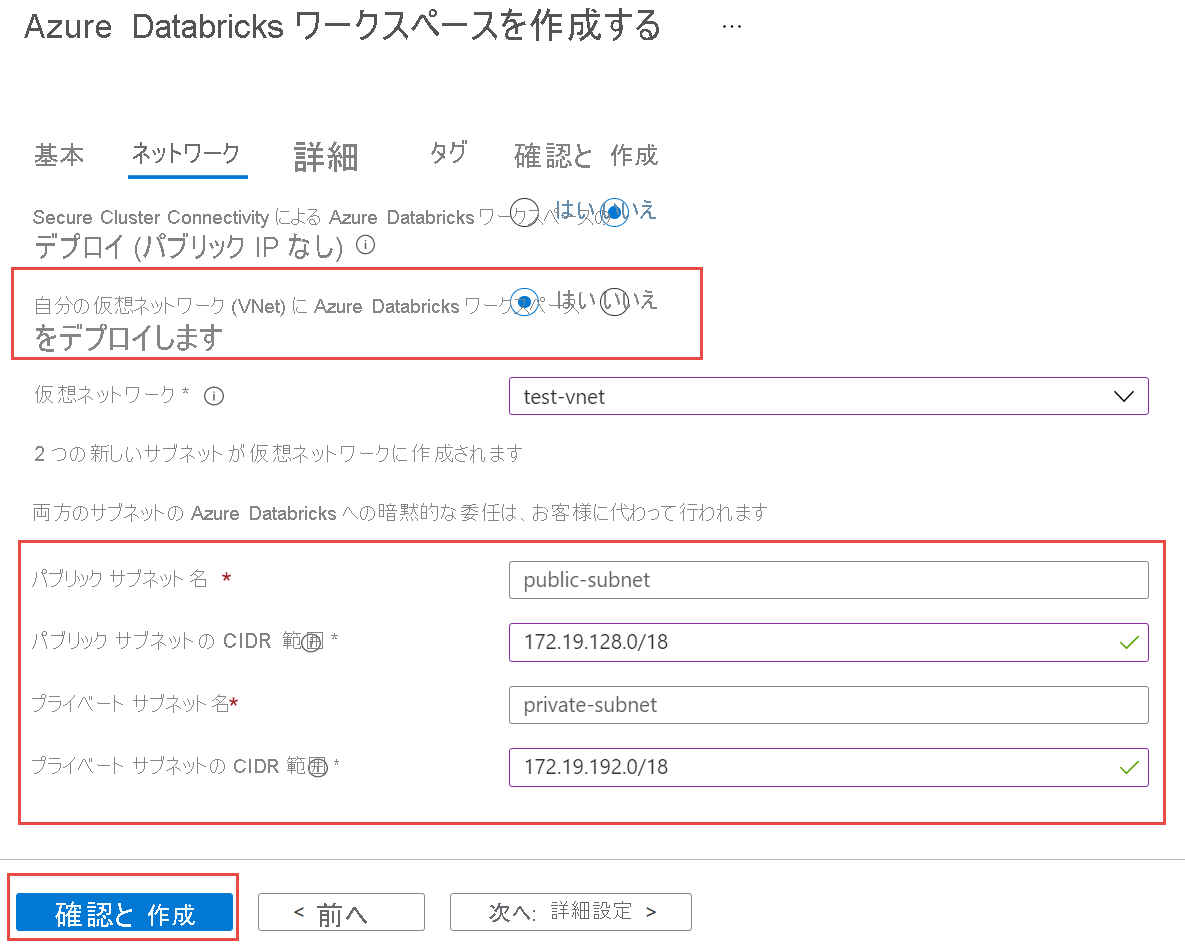 Azure Databricks ワークスペースを作成する ...
基本 ネットワーク 詳細 タグ 確認と 作成
Secure Cluster Connectivity による Azure Databricks ワークスペースの はい いいえ
デプロイ (パブリック IP なし)
自分の仮想ネットワーク (VNet) に Azure Databricks ワークスペース はい いいえ
をデプロイします
仮想ネットワーク * test-vnet
2 つの新しいサブネットが仮想ネットワークに作成されます
両方のサブネットの Azure Databricks への暗黙的な委任は、お客様に代わって行われます
パブリック サブネット名 * public-subnet
パブリック サブネットの CIDR 範囲 * 172.19.128.0/18
プライベート サブネット名* private-subnet
プライベート サブネットの CIDR 範囲 * 172.19.192.0/18
確認と 作成 < 前へ 次へ: 詳細設定 >